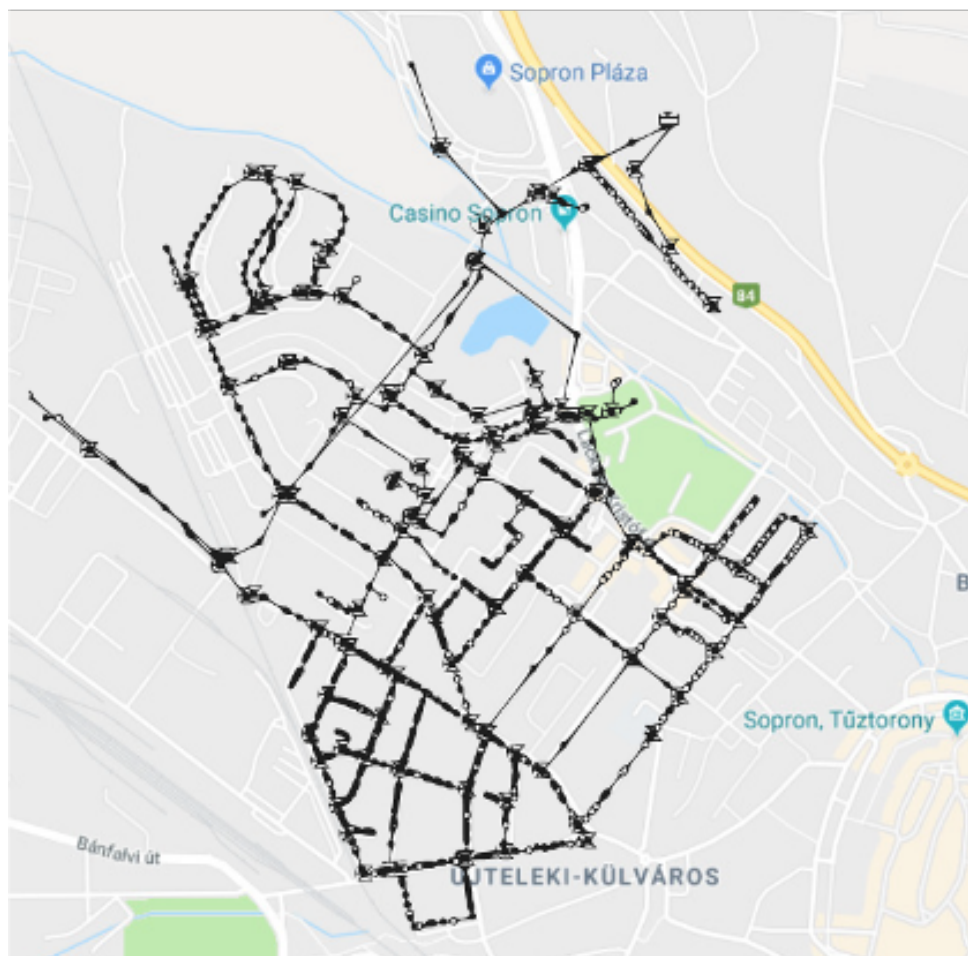 Sopron Pláza
Casino Sopron
84
B
Sopron, Tűztorony
Bánfalvi út
ÚJTELEKI-KÜLVÁROS